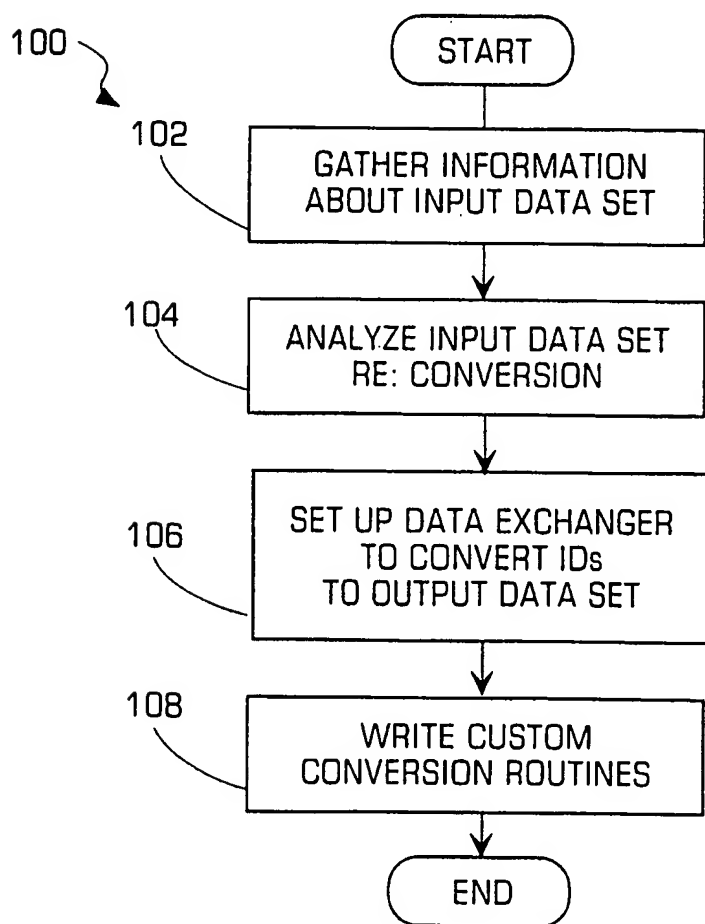 100
START
102
GATHER INFORMATION
ABOUT INPUT DATA SET
104
ANALYZE INPUT DATA SET
RE: CONVERSION
106
SET UP DATA EXCHANGER
TO CONVERT IDs
TO OUTPUT DATA SET
108
WRITE CUSTOM
CONVERSION ROUTINES
END